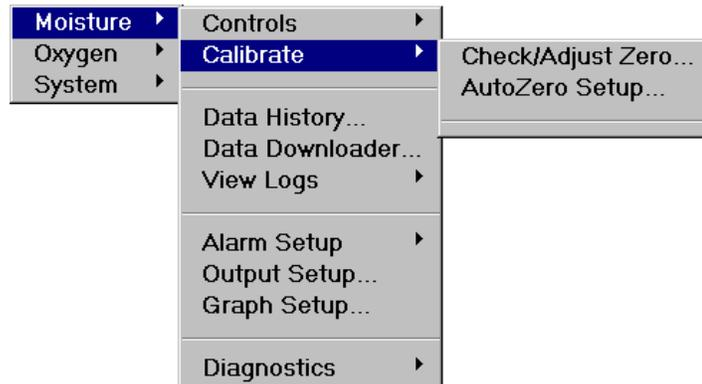 Moisture
Oxygen
System
Controls
Calibrate
Data History...
Data Downloader...
View Logs
Alarm Setup
Output Setup...
Graph Setup...
Diagnostics
Check/Adjust Zero...
AutoZero Setup...